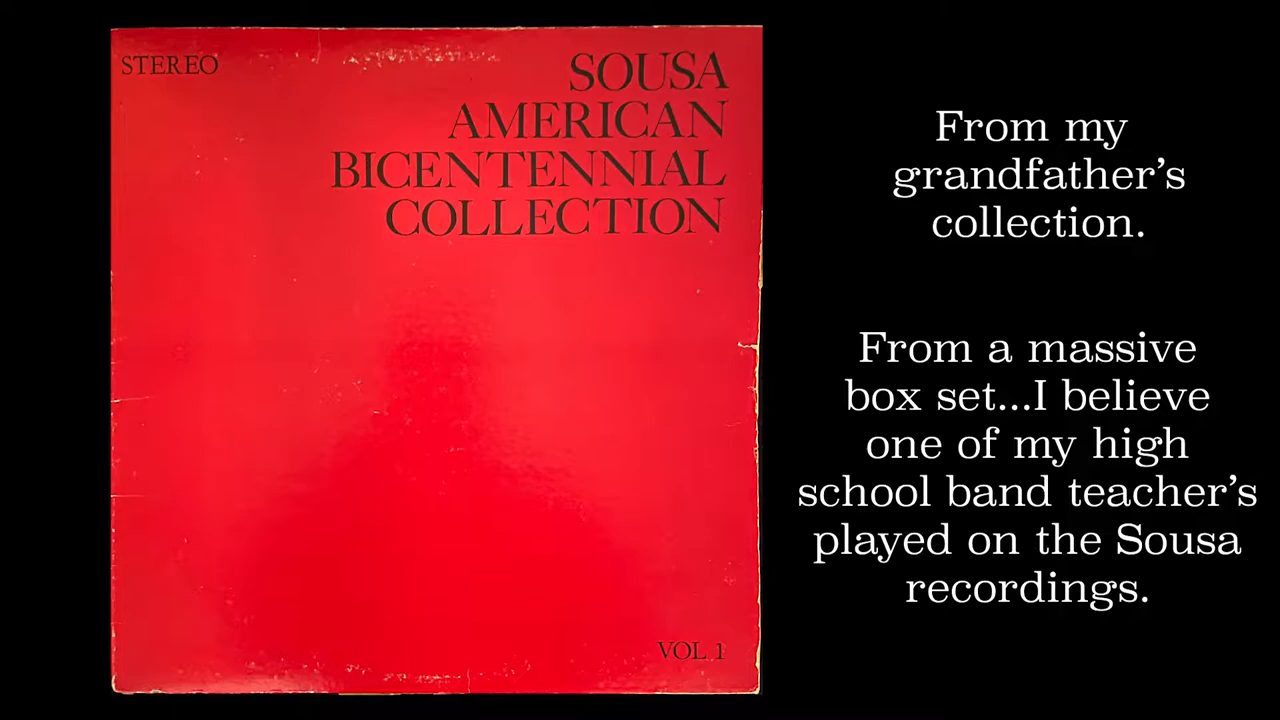 STEREO
SOUSA
AMERICAN
BICENTENNIAL
COLLECTION
VOL 1
From my
grandfather’s
collection.
From a massive
box set...I believe
one of my high
school band teacher’s
played on the Sousa
recordings.